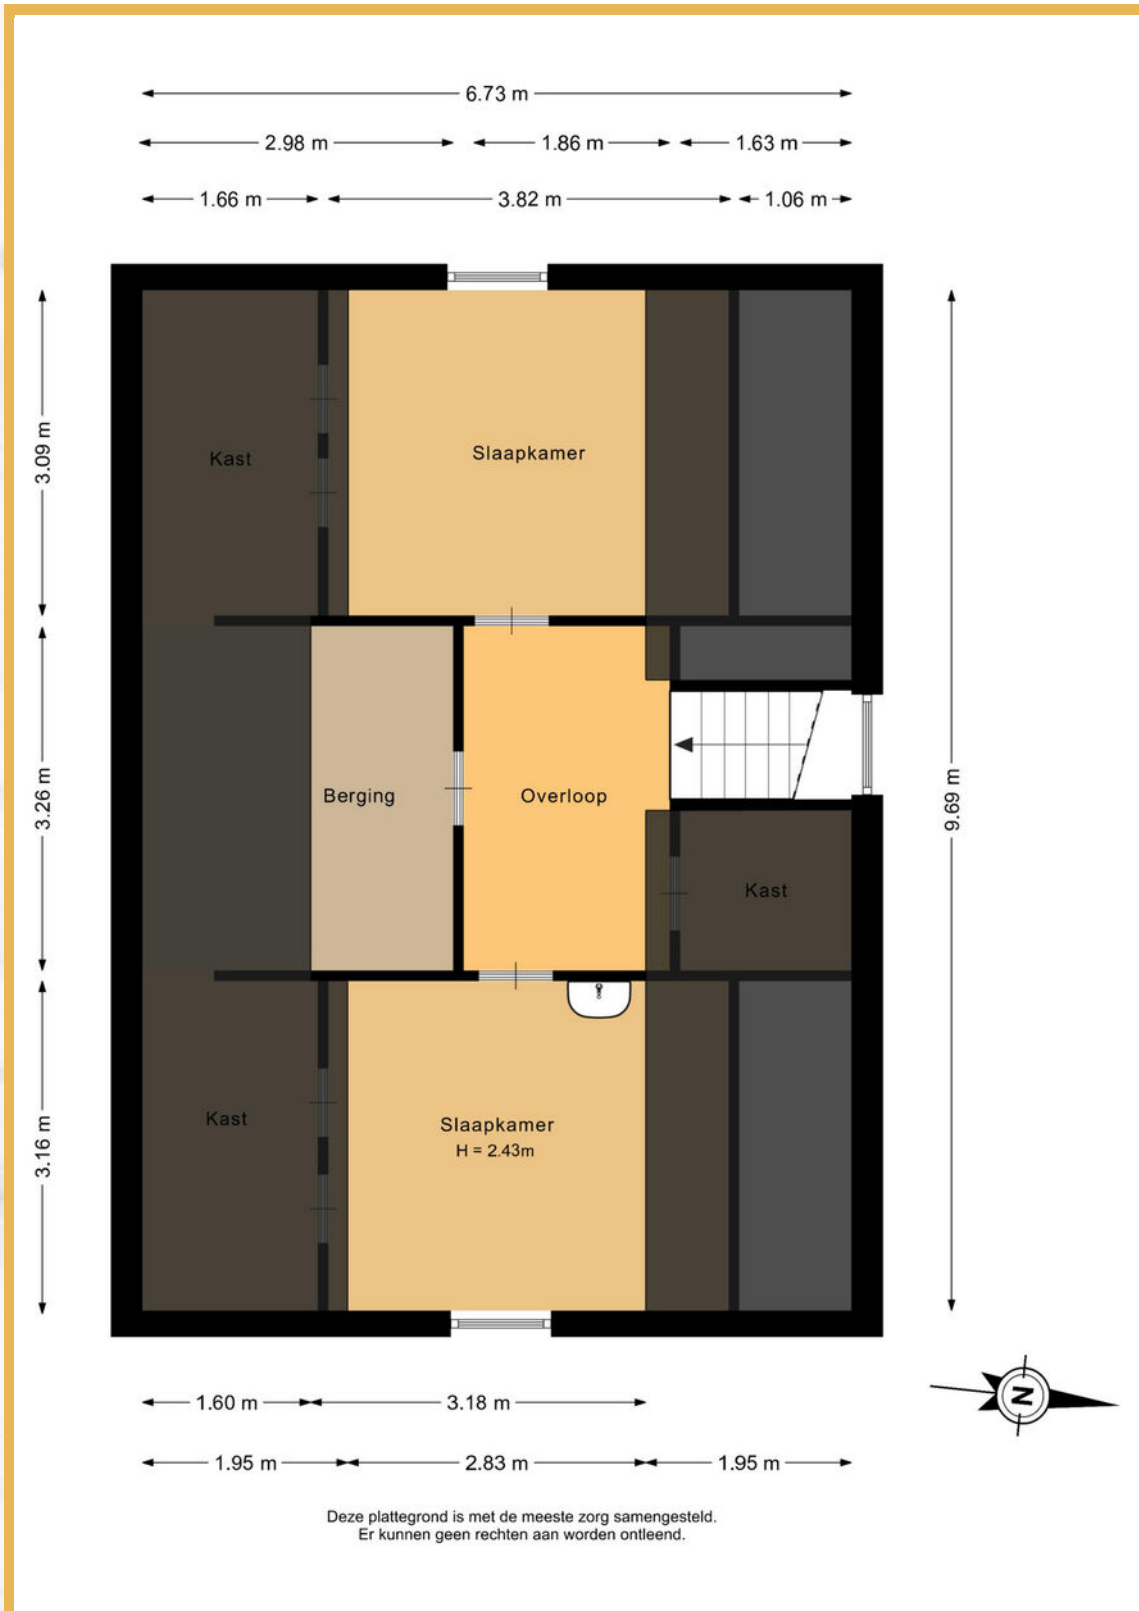 6.73 m
2.98 m
1.86 m
1.63 m
1.66 m
3.82 m
1.06 m
3.09 m
Kast
Slaapkamer
3.26 m
Berging
Overloop
9.69 m
Kast
3.16 m
Kast
Slaapkamer
H = 2.43m
N
1.60 m
3.18 m
1.95 m
2.83 m
1.95 m
Deze plattegrond is met de meeste zorg samengesteld.
Er kunnen geen rechten aan worden ontleend.